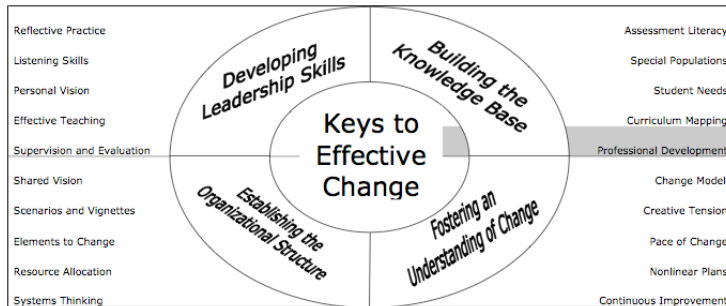 Reflective Practice
Listening Skills
Personal Vision
Effective Teaching
Supervision and Evaluation
Shared Vision
Scenarios and Vignettes
Elements to Change
Resource Allocation
Systems Thinking
Developing
Leadership Skills
Building the
Knowledge Base
Keys to
Effective
Change
Establishing the
Organizational Structure
Fostering an
Understanding of Change
Assessment Literacy
Special Populations
Student Needs
Curriculum Mapping
Professional Development
Change Model
Creative Tension
Pace of Change
Nonlinear Plans
Continuous Improvement